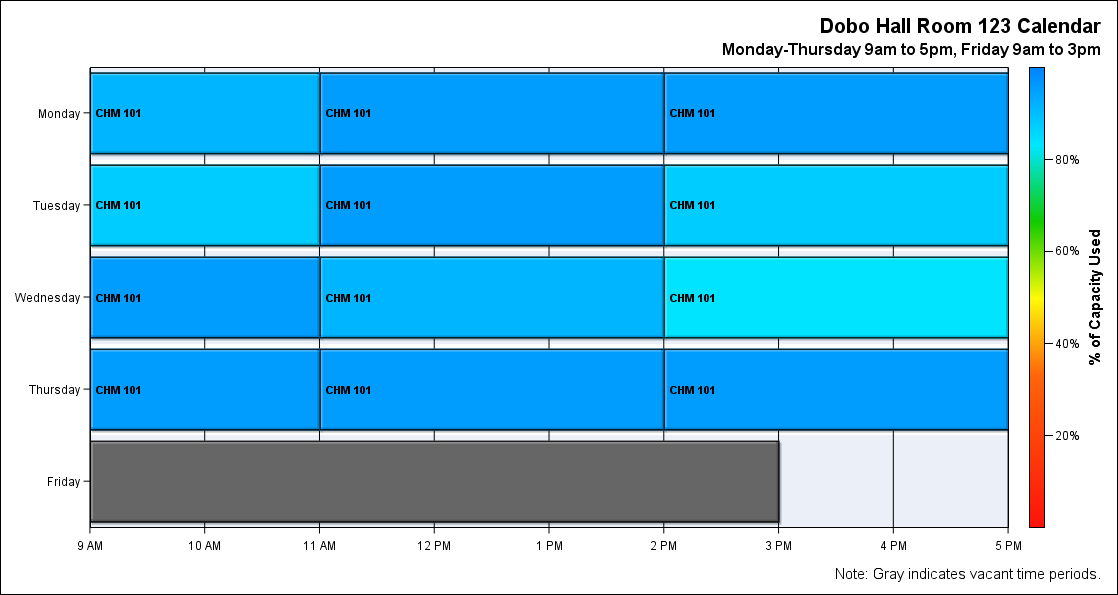 Dobo Hall Room 123 Calendar
Monday-Thursday 9am to 5pm, Friday 9am to 3pm
Monday
CHM 101
CHM 101
CHM 101
Tuesday
CHM 101
CHM 101
CHM 101
Wednesday
CHM 101
CHM 101
CHM 101
Thursday
CHM 101
CHM 101
CHM 101
Friday
9 AM
10 AM
11 AM
12 PM
1 PM
2 PM
3 PM
4 PM
5 PM
80%
60%
40%
20%
% of Capacity Used
Note: Gray indicates vacant time periods.